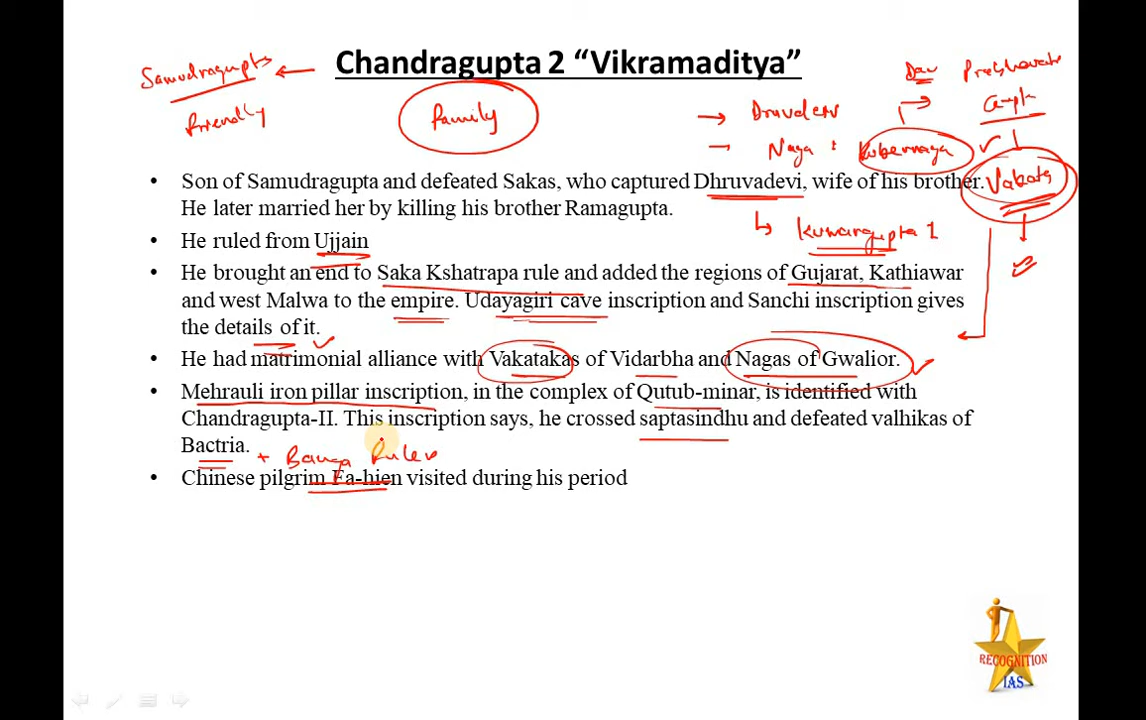 Chandragupta 2 “Vikramaditya”
Samudragupta
Friendly
Family
Naga
Kubernaga
• Son of Samudragupta and defeated Sakas, who captured Dhruvadevi, wife of his brother.
He later married her by killing his brother Ramagupta.
Kumargupta 1
• He ruled from Ujjain
• He brought an end to Saka Kshatrapa rule and added the regions of Gujarat, Kathiawar
and west Malwa to the empire. Udayagiri cave inscription and Sanchi inscription gives
the details of it.
• He had matrimonial alliance with Vakatakas of Vidarbha and Nagas of Gwalior.
• Mehrauli iron pillar inscription, in the complex of Qutub-minar, is identified with
Chandragupta-II. This inscription says, he crossed saptasindhu and defeated valhikas of
Bactria. + Banga Ruler
• Chinese pilgrim Fa-hien visited during his period
RECOGNITION
IAS